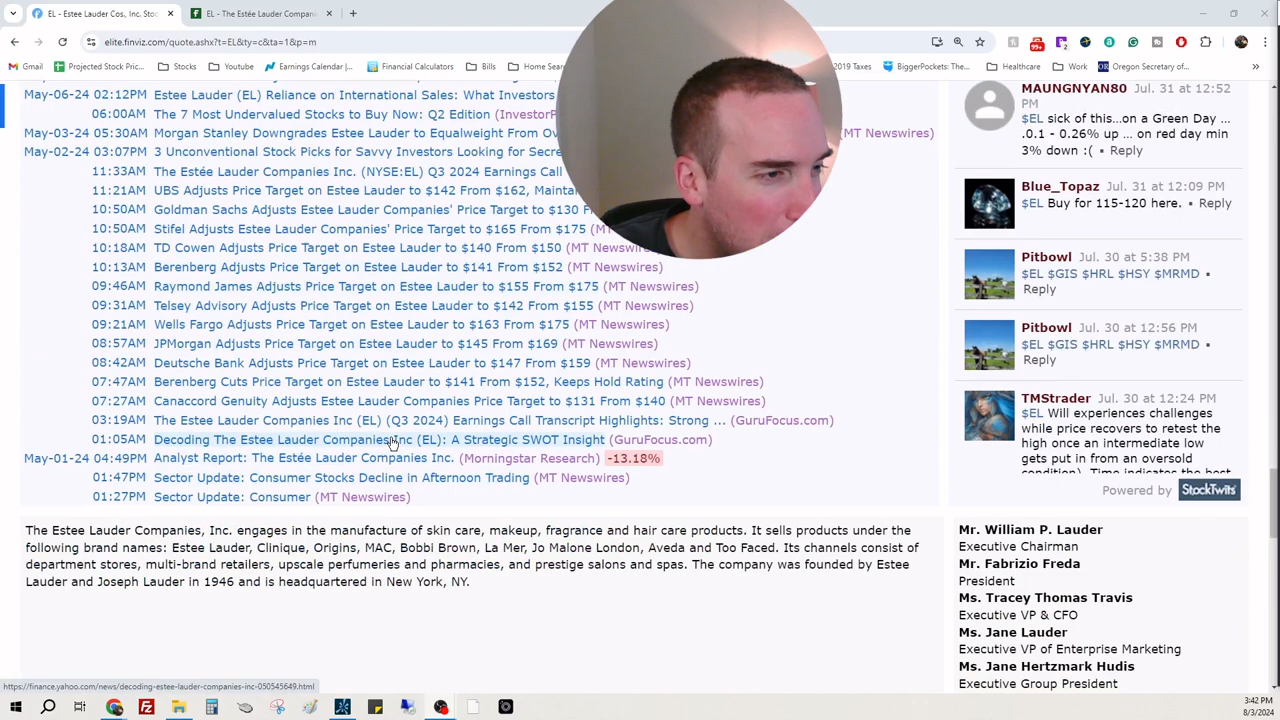 EL - Estee Lauder Cos, Inc. Stoc
EL - The Estée Lauder Compani
elite.finviz.com/quote.ashx?t=EL&ty=c&ta=1&p=m
99+
Gmail
Projected Stock Pric...
Stocks
Youtube
Earnings Calendar |...
Financial Calculators
Bills
Home Sear
2019 Taxes
BiggerPockets: The...
Healthcare
Work
Oregon Secretary of...
May-06-24 02:12PM Estee Lauder (EL) Reliance on International Sales: What Investors
06:00AM The 7 Most Undervalued Stocks to Buy Now: Q2 Edition (InvestorP
May-03-24 05:30AM Morgan Stanley Downgrades Estee Lauder to Equalweight From Ov (MT Newswires)
May-02-24 03:07PM 3 Unconventional Stock Picks for Savvy Investors Looking for Secre
11:33AM The Estée Lauder Companies Inc. (NYSE:EL) Q3 2024 Earnings Call
11:21AM UBS Adjusts Price Target on Estee Lauder to $142 From $162, Maintai
10:50AM Goldman Sachs Adjusts Estee Lauder Companies' Price Target to $130 F
10:50AM Stifel Adjusts Estee Lauder Companies' Price Target to $165 From $175 (MT
10:18AM TD Cowen Adjusts Price Target on Estee Lauder to $140 From $150 (MT Newswires)
10:13AM Berenberg Adjusts Price Target on Estee Lauder to $141 From $152 (MT Newswires)
09:46AM Raymond James Adjusts Price Target on Estee Lauder to $155 From $175 (MT Newswires)
09:31AM Telsey Advisory Adjusts Price Target on Estee Lauder to $142 From $155 (MT Newswires)
09:21AM Wells Fargo Adjusts Price Target on Estee Lauder to $163 From $175 (MT Newswires)
08:57AM JPMorgan Adjusts Price Target on Estee Lauder to $145 From $169 (MT Newswires)
08:42AM Deutsche Bank Adjusts Price Target on Estee Lauder to $147 From $159 (MT Newswires)
07:47AM Berenberg Cuts Price Target on Estee Lauder to $141 From $152, Keeps Hold Rating (MT Newswires)
07:27AM Canaccord Genuity Adjusts Estee Lauder Companies Price Target to $131 From $140 (MT Newswires)
03:19AM The Estee Lauder Companies Inc (EL) (Q3 2024) Earnings Call Transcript Highlights: Strong ... (GuruFocus.com)
01:05AM Decoding The Estee Lauder Companies Inc (EL): A Strategic SWOT Insight (GuruFocus.com)
May-01-24 04:49PM Analyst Report: The Estée Lauder Companies Inc. (Morningstar Research) -13.18%
01:47PM Sector Update: Consumer Stocks Decline in Afternoon Trading (MT Newswires)
01:27PM Sector Update: Consumer (MT Newswires)
The Estee Lauder Companies, Inc. engages in the manufacture of skin care, makeup, fragrance and hair care products. It sells products under the
following brand names: Estee Lauder, Clinique, Origins, MAC, Bobbi Brown, La Mer, Jo Malone London, Aveda and Too Faced. Its channels consist of
department stores, multi-brand retailers, upscale perfumeries and pharmacies, and prestige salons and spas. The company was founded by Estee
Lauder and Joseph Lauder in 1946 and is headquartered in New York, NY.
MAUNGNYAN80 Jul. 31 at 12:52
PM
$EL sick of this...on a Green Day ...
.0.1 - 0.26% up ... on red day min
3% down :( • Reply
Blue_Topaz Jul. 31 at 12:09 PM
$EL Buy for 115-120 here. • Reply
Pitbowl Jul. 30 at 5:38 PM
$EL $GIS $HRL $HSY $MRMD •
Reply
Pitbowl Jul. 30 at 12:56 PM
$EL $GIS $HRL $HSY $MRMD •
Reply
TMStrader Jul. 30 at 12:24 PM
$EL Will experiences challenges
while price recovers to retest the
high once an intermediate low
gets put in from an oversold
condition). Time indicates the best
Powered by StockTwits
Mr. William P. Lauder
Executive Chairman
Mr. Fabrizio Freda
President
Ms. Tracey Thomas Travis
Executive VP & CFO
Ms. Jane Lauder
Executive VP of Enterprise Marketing
Ms. Jane Hertzmark Hudis
Executive Group President
https://finance.yahoo.com/news/decoding-estee-lauder-companies-inc-050545649.html
3:42 PM
8/3/2024